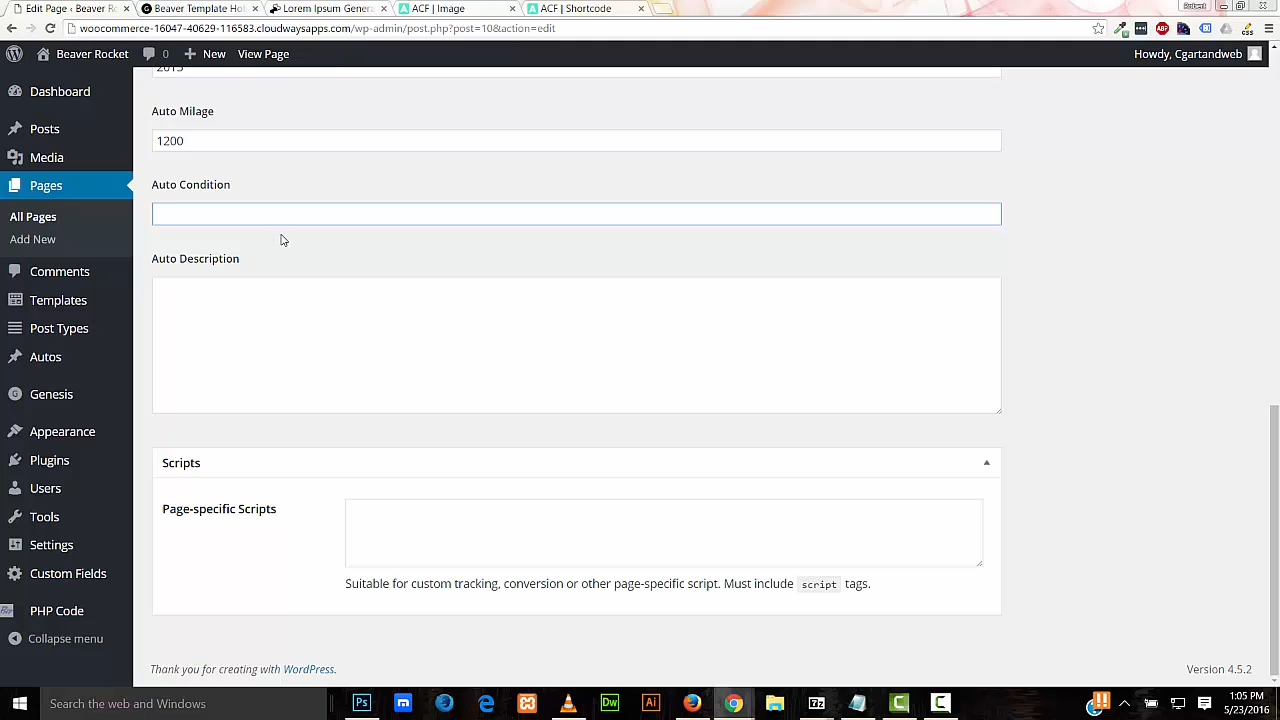 Edit Page ‹ Beaver R
Beaver Template Hol
Lorem Ipsum Genera
ACF | Image
ACF | Shortcode
Robert
woocommerce-16047-40629-116583.cloudwaysapps.com/wp-admin/post.php?post=10&action=edit
Beaver Rocket
0
New
View Page
Howdy, Cgartandweb
Dashboard
Posts
Media
Pages
All Pages
Add New
Comments
Templates
Post Types
Autos
Genesis
Appearance
Plugins
Users
Tools
Settings
Custom Fields
PHP Code
Collapse menu
2015
Auto Milage
1200
Auto Condition
Auto Description
Scripts
Page-specific Scripts
Suitable for custom tracking, conversion or other page-specific script. Must include script tags.
Thank you for creating with WordPress.
Version 4.5.2
Search the web and Windows
1:05 PM
5/23/2016